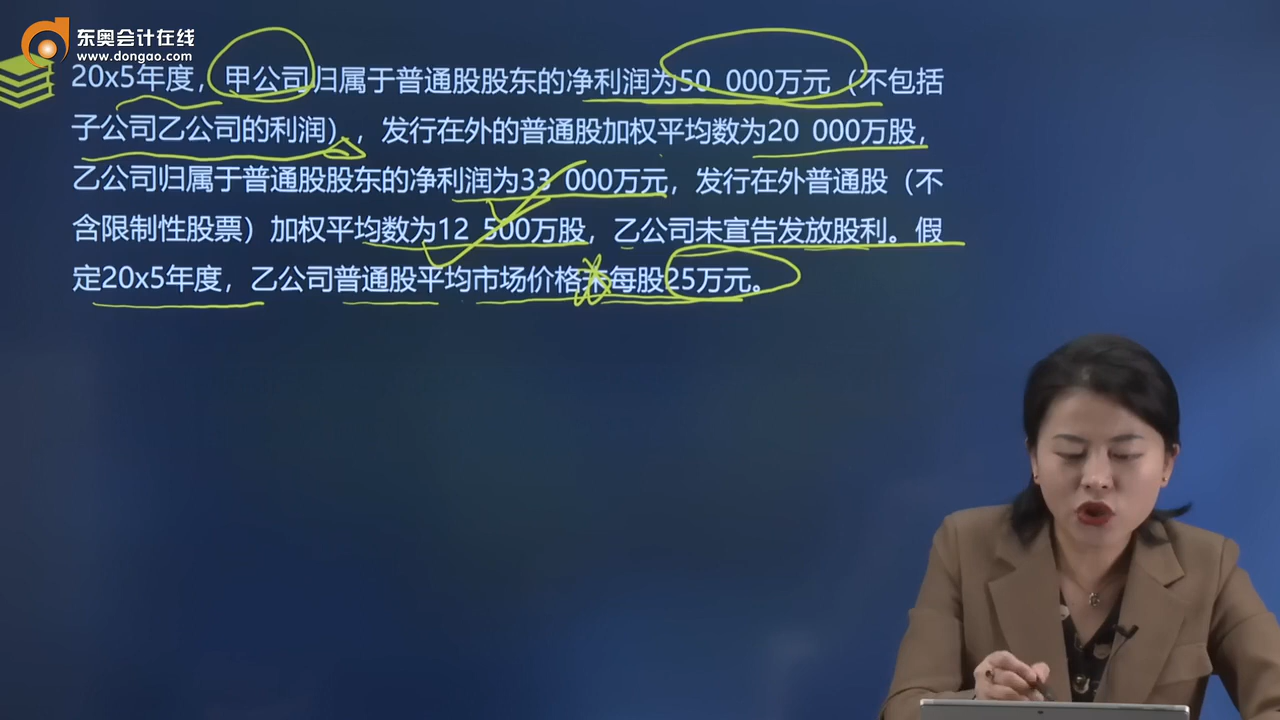 东奥会计在线
www.dongao.com
20x5年度，甲公司归属于普通股股东的净利润为50 000万元（不包括
子公司乙公司的利润），发行在外的普通股加权平均数为20 000万股，
乙公司归属于普通股股东的净利润为33 000万元，发行在外普通股（不
含限制性股票）加权平均数为12 500万股，乙公司未宣告发放股利。假
定20x5年度，乙公司普通股平均市场价格未每股25万元。